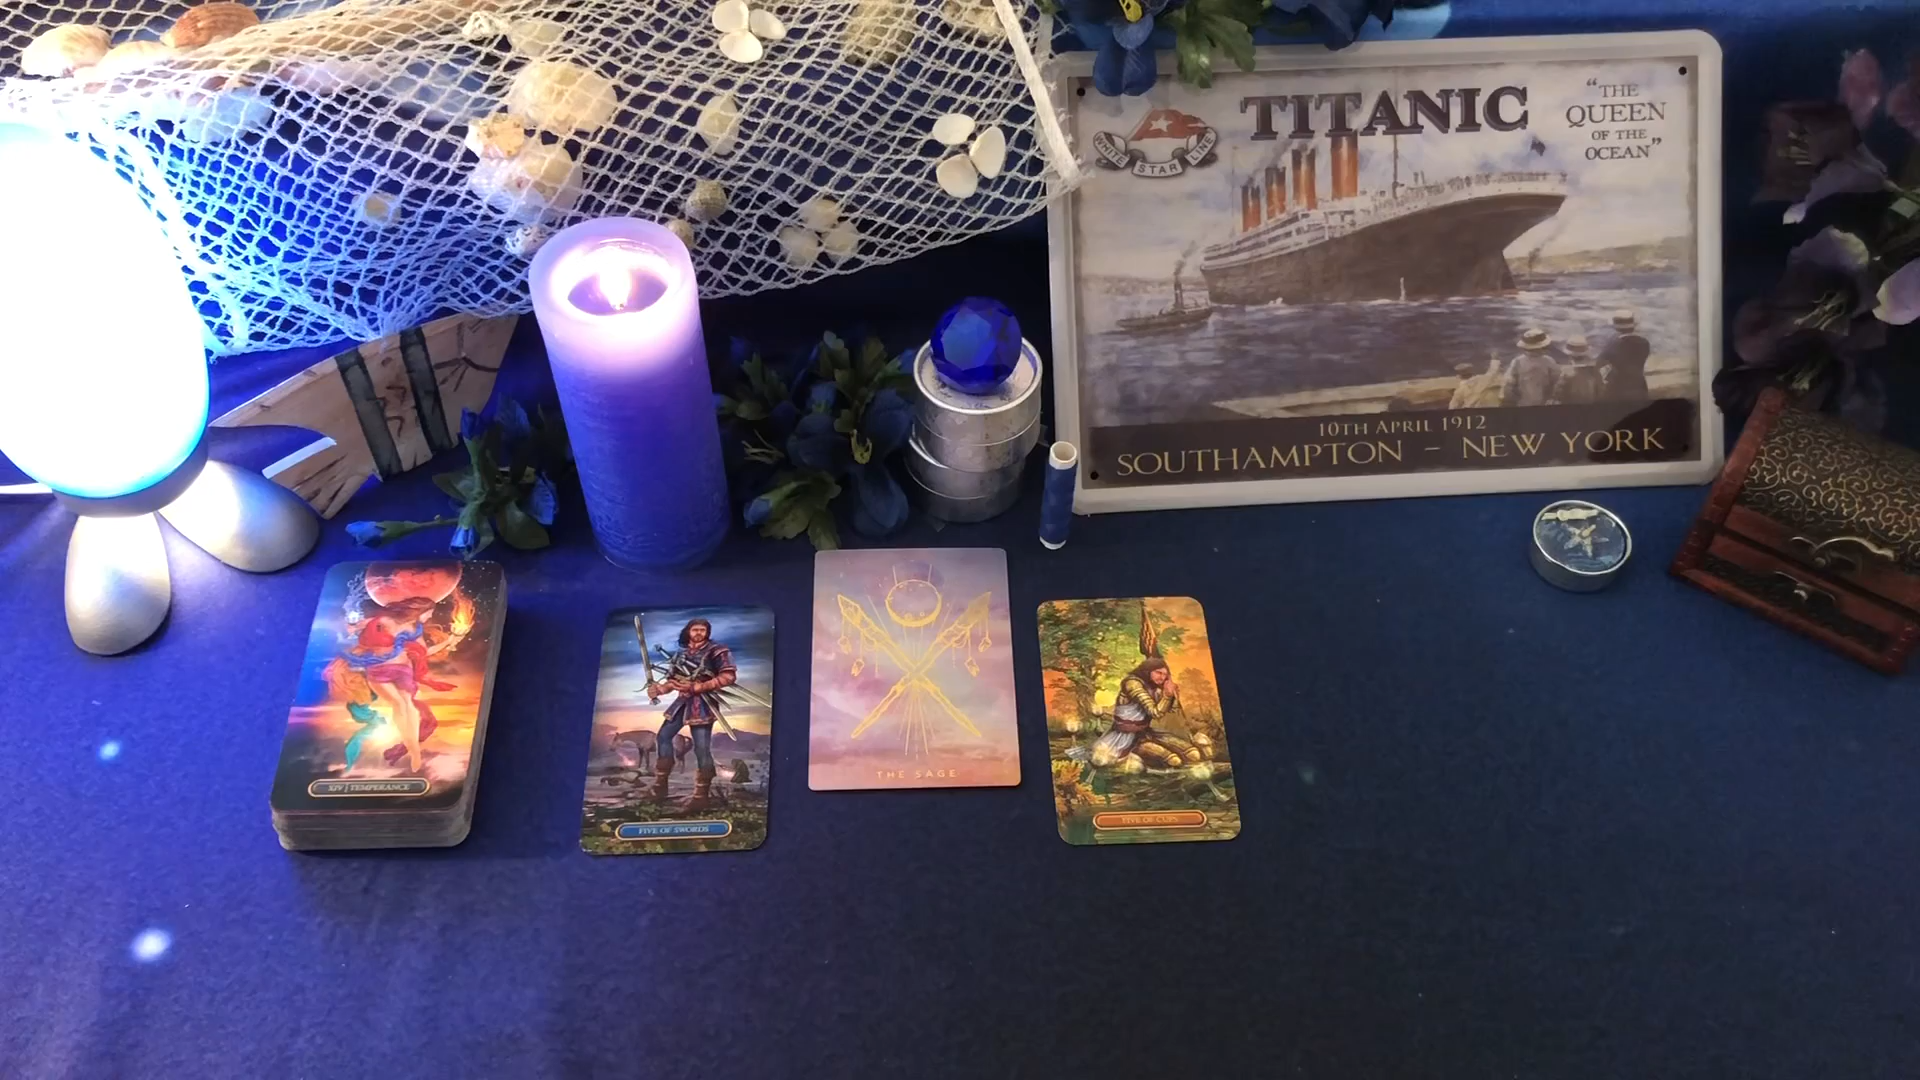 TITANIC
"THE
QUEEN
OF THE
OCEAN"
WHITE STAR LINE
10TH APRIL 1912
SOUTHAMPTON - NEW YORK
XIV | TEMPERANCE
FIVE OF SWORDS
THE SAGE
FIVE OF CUPS